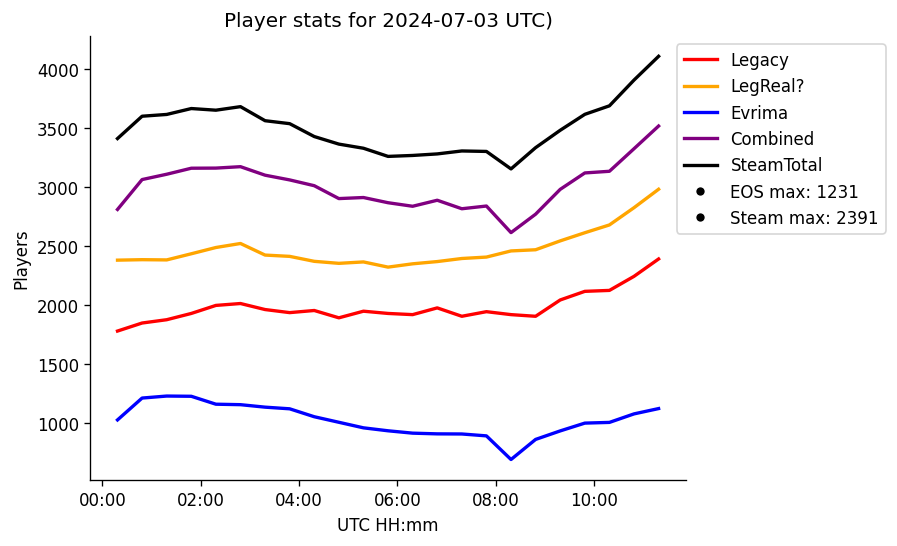 Player stats for 2024-07-03 UTC)
Players
4000
3500
3000
2500
2000
1500
1000
00:00 02:00 04:00 06:00 08:00 10:00
UTC HH:mm
Legacy
LegReal?
Evrima
Combined
SteamTotal
EOS max: 1231
Steam max: 2391